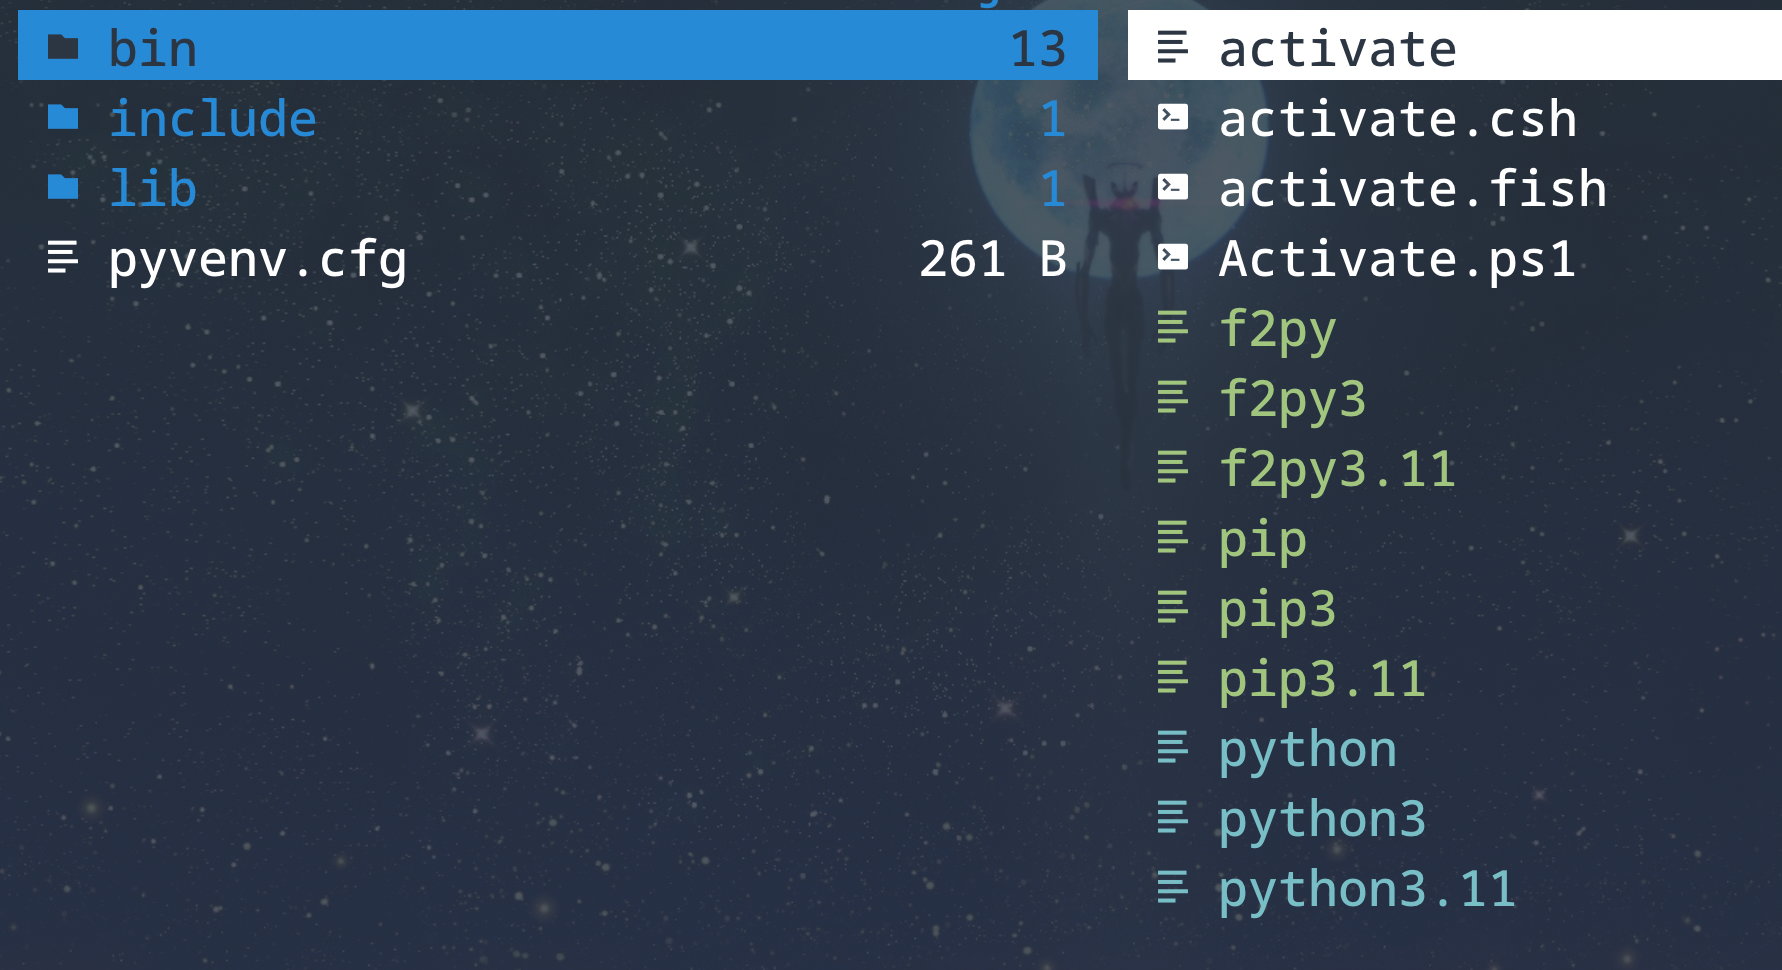 bin 13
include 1
lib 1
pyvenv.cfg 261 B
activate
activate.csh
activate.fish
Activate.ps1
f2py
f2py3
f2py3.11
pip
pip3
pip3.11
python
python3
python3.11